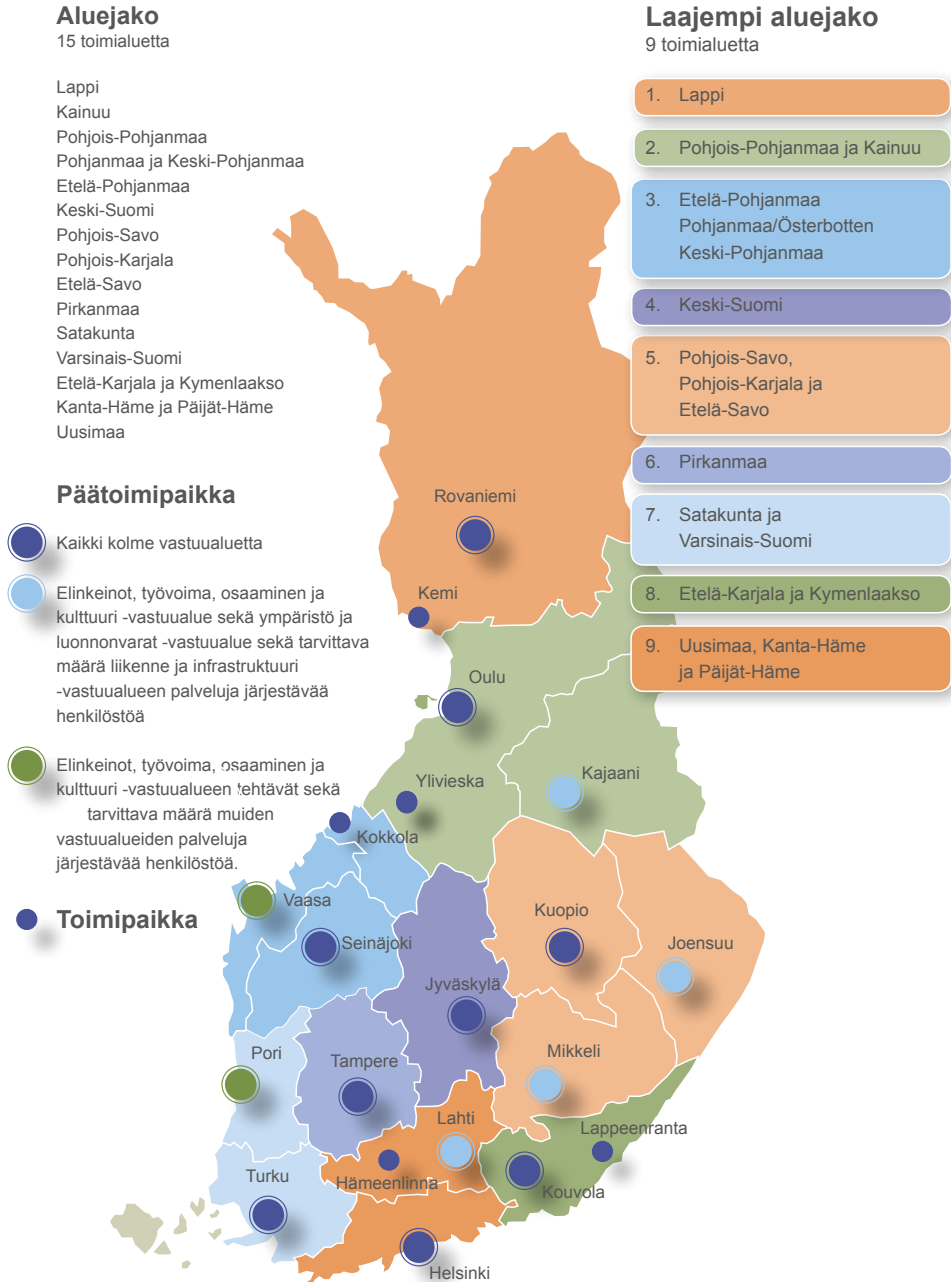 Aluejako
15 toimialuetta
Lappi
Kainuu
Pohjois-Pohjanmaa
Pohjanmaa ja Keski-Pohjanmaa
Etelä-Pohjanmaa
Keski-Suomi
Pohjois-Savo
Pohjois-Karjala
Etelä-Savo
Pirkanmaa
Satakunta
Varsinais-Suomi
Etelä-Karjala ja Kymenlaakso
Kanta-Häme ja Päijät-Häme
Uusimaa
Päätoimipaikka
Kaikki kolme vastuualuetta
Elinkeinot, työvoima, osaaminen ja
kulttuuri -vastuualue sekä ympäristö ja
luonnonvarat -vastuualue sekä tarvittava
määrä liikenne ja infrastruktuuri
-vastuualueen palveluja järjestävää
henkilöstöä
Elinkeinot, työvoima, osaaminen ja
kulttuuri -vastuualueen tehtävät sekä
tarvittava määrä muiden
vastuualueiden palveluja
järjestävää henkilöstöä.
Toimipaikka
Laajempi aluejako
9 toimialuetta
1. Lappi
2. Pohjois-Pohjanmaa ja Kainuu
3. Etelä-Pohjanmaa
Pohjanmaa/Österbotten
Keski-Pohjanmaa
4. Keski-Suomi
5. Pohjois-Savo,
Pohjois-Karjala ja
Etelä-Savo
6. Pirkanmaa
7. Satakunta ja
Varsinais-Suomi
8. Etelä-Karjala ja Kymenlaakso
9. Uusimaa, Kanta-Häme
ja Päijät-Häme
Rovaniemi
Kemi
Oulu
Ylivieska
Kajaani
Kokkola
Vaasa
Seinäjoki
Kuopio
Joensuu
Jyväskylä
Pori
Tampere
Mikkeli
Lahti
Lappeenranta
Turku
Hämeenlinna
Kouvola
Helsinki